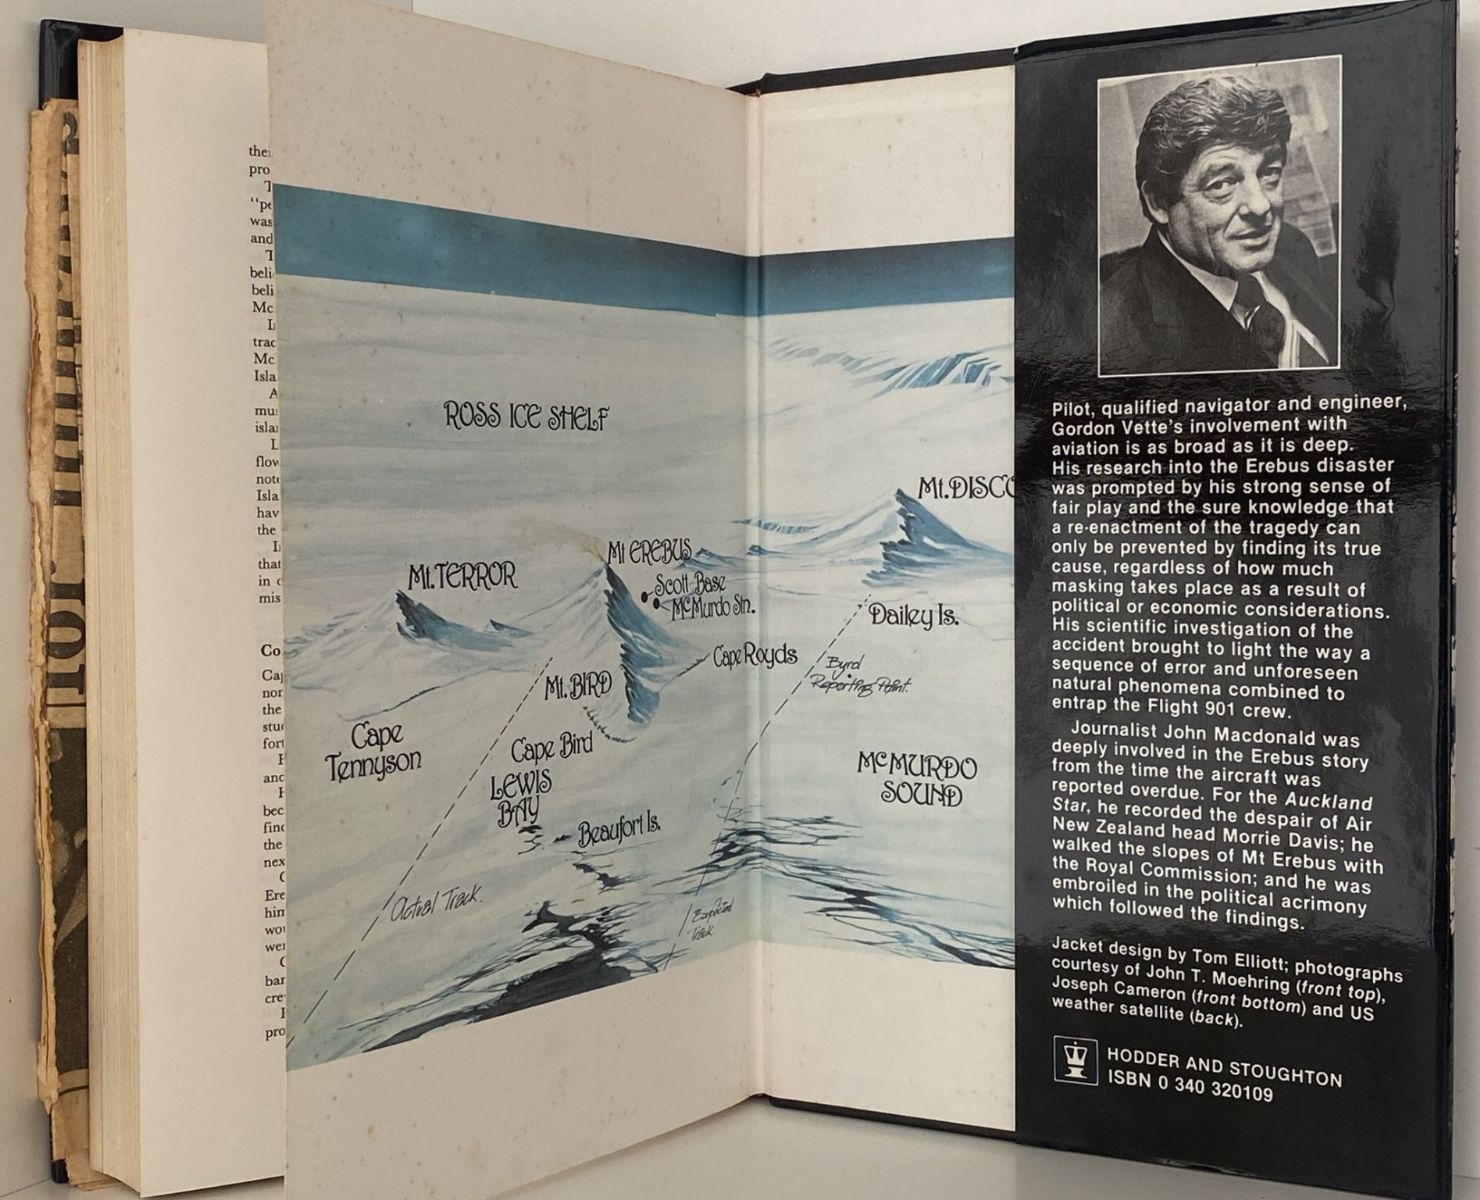 ROSS ICE SHELF
Mt. TERROR
Mt EREBUS
Scott Base
McMurdo Stn.
Mt. BIRD
Cape Royds
Cape
Tennyson
Cape Bird
LEWIS
BAY
Beaufort Is.
Actual Track.
Expected
Track
Mt. DISCO
Dailey Is.
Byrd
Reporting Point.
McMURDO
SOUND
Pilot, qualified navigator and engineer,
Gordon Vette's involvement with
aviation is as broad as it is deep.
His research into the Erebus disaster
was prompted by his strong sense of
fair play and the sure knowledge that
a re-enactment of the tragedy can
only be prevented by finding its true
cause, regardless of how much
masking takes place as a result of
political or economic considerations.
His scientific investigation of the
accident brought to light the way a
sequence of error and unforeseen
natural phenomena combined to
entrap the Flight 901 crew.
Journalist John Macdonald was
deeply involved in the Erebus story
from the time the aircraft was
reported overdue. For the Auckland
Star, he recorded the despair of Air
New Zealand head Morrie Davis; he
walked the slopes of Mt Erebus with
the Royal Commission; and he was
embroiled in the political acrimony
which followed the findings.
Jacket design by Tom Elliott; photographs
courtesy of John T. Moehring (front top),
Joseph Cameron (front bottom) and US
weather satellite (back).
HODDER AND STOUGHTON
ISBN 0 340 320109